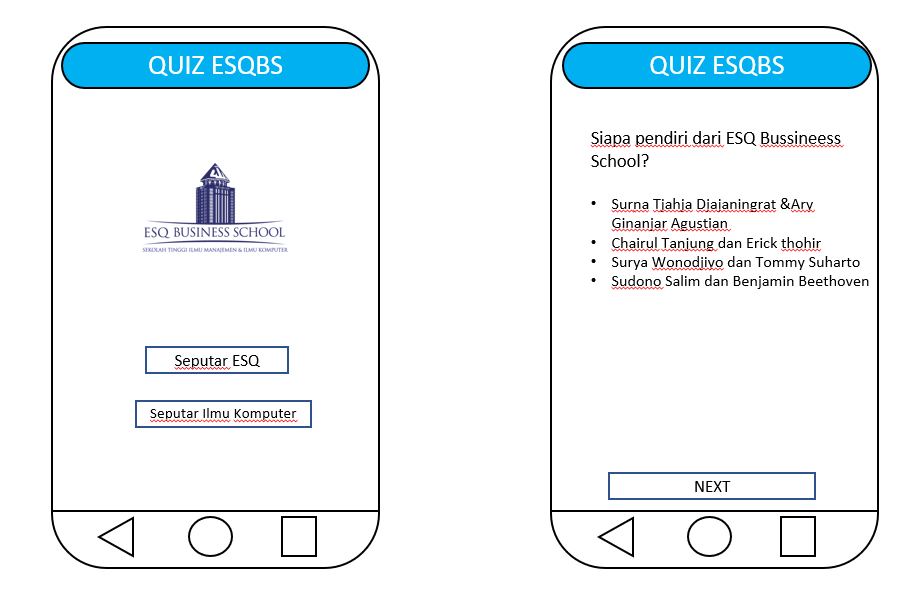 QUIZ ESQBS
ESQ BUSINESS SCHOOL
SEKOLAH TINGGI ILMU MANAJEMEN & ILMU KOMPUTER
Seputar ESQ
Seputar Ilmu Komputer
QUIZ ESQBS
Siapa pendiri dari ESQ Bussineess
School?
• Surna Tjahja Djajaningrat &Ary
Ginanjar Agustian
• Chairul Tanjung dan Erick thohir
• Surya Wonodjivo dan Tommy Suharto
• Sudono Salim dan Benjamin Beethoven
NEXT